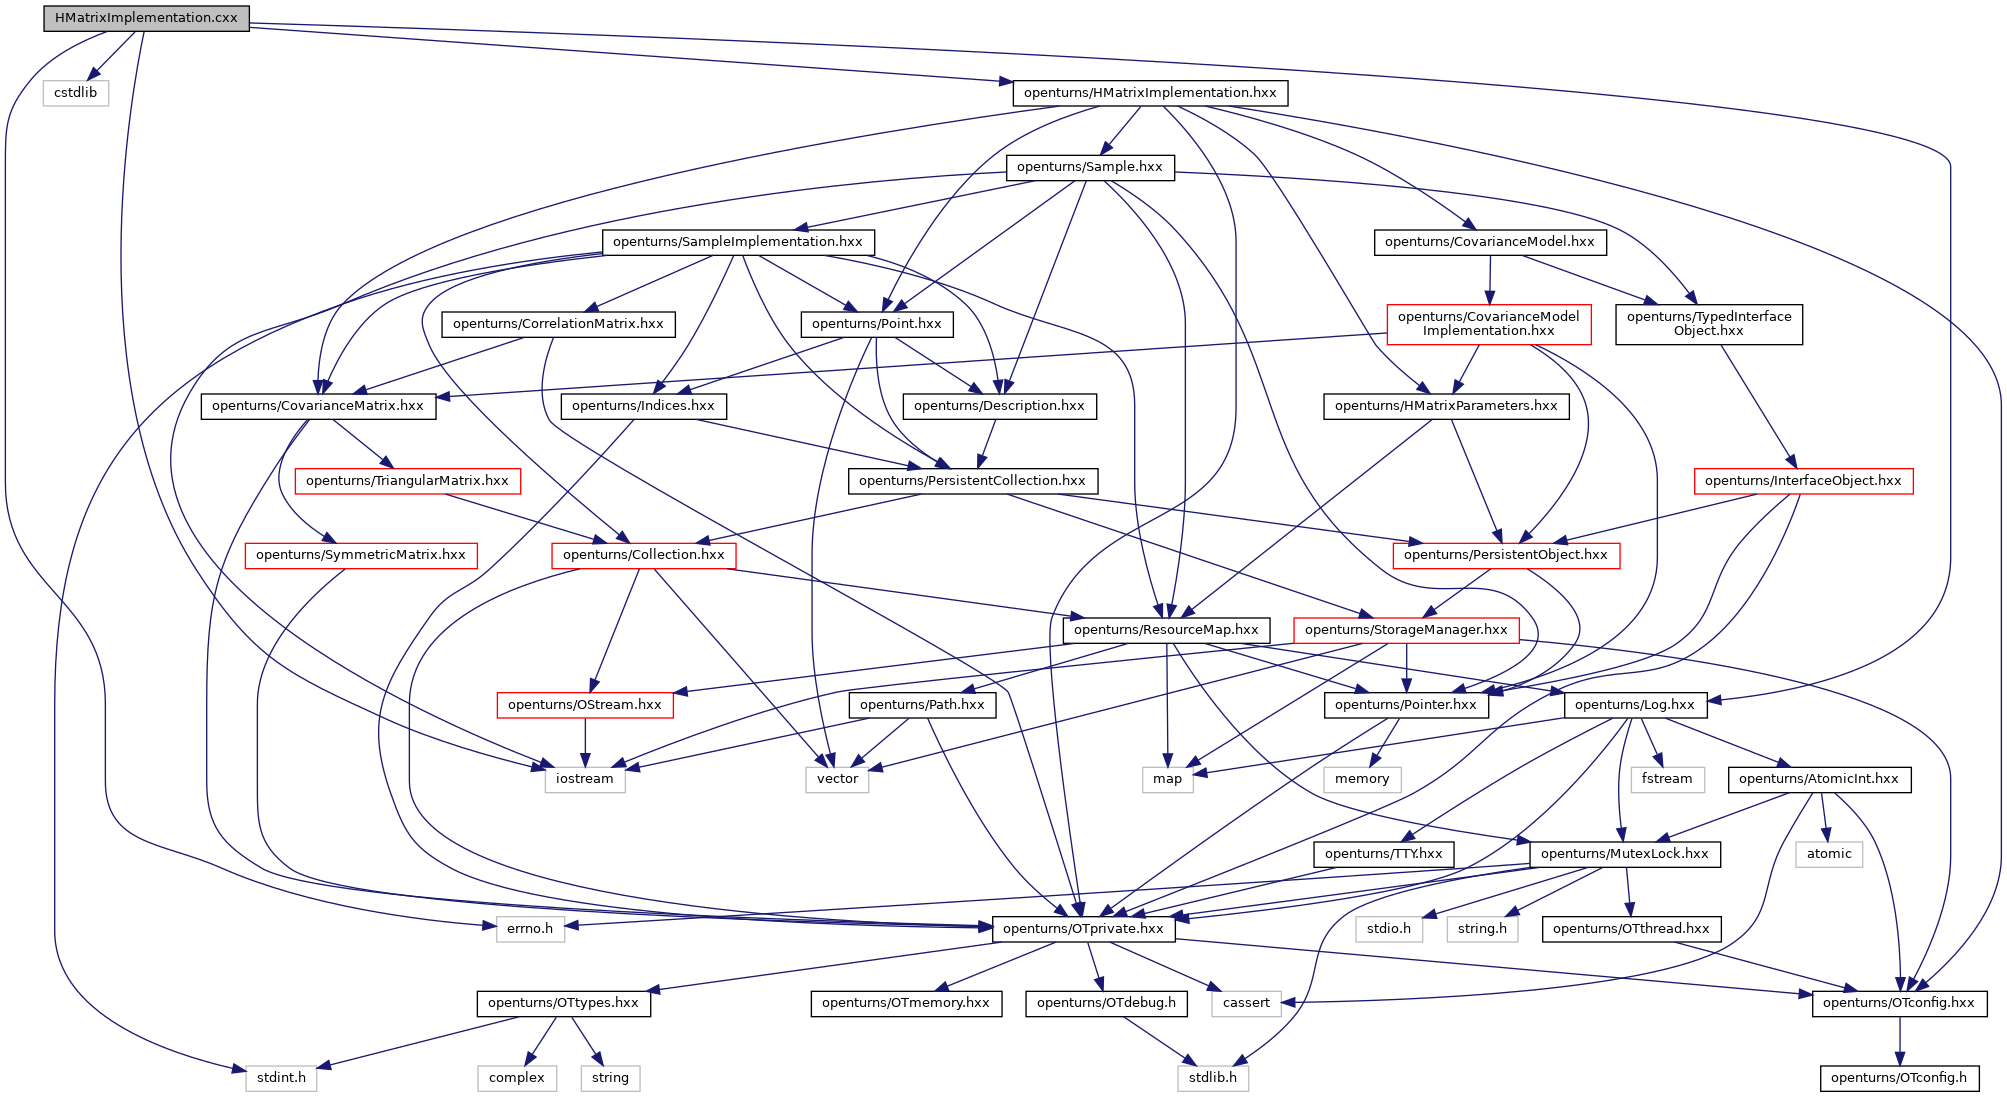 HMatrixImplementation.cxx
cstdlib
openturns/HMatrixImplementation.hxx
openturns/Sample.hxx
openturns/SampleImplementation.hxx
openturns/CovarianceModel.hxx
openturns/CorrelationMatrix.hxx
openturns/Point.hxx
openturns/CovarianceModel
Implementation.hxx
openturns/TypedInterface
Object.hxx
openturns/CovarianceMatrix.hxx
openturns/Indices.hxx
openturns/Description.hxx
openturns/HMatrixParameters.hxx
openturns/TriangularMatrix.hxx
openturns/PersistentCollection.hxx
openturns/InterfaceObject.hxx
openturns/SymmetricMatrix.hxx
openturns/Collection.hxx
openturns/PersistentObject.hxx
openturns/ResourceMap.hxx
openturns/StorageManager.hxx
openturns/OStream.hxx
openturns/Path.hxx
openturns/Pointer.hxx
openturns/Log.hxx
iostream
vector
map
memory
fstream
openturns/AtomicInt.hxx
openturns/TTY.hxx
openturns/MutexLock.hxx
atomic
errno.h
openturns/OTprivate.hxx
stdio.h
string.h
openturns/OTthread.hxx
openturns/OTtypes.hxx
openturns/OTmemory.hxx
openturns/OTdebug.h
cassert
openturns/OTconfig.hxx
stdint.h
complex
string
stdlib.h
openturns/OTconfig.h